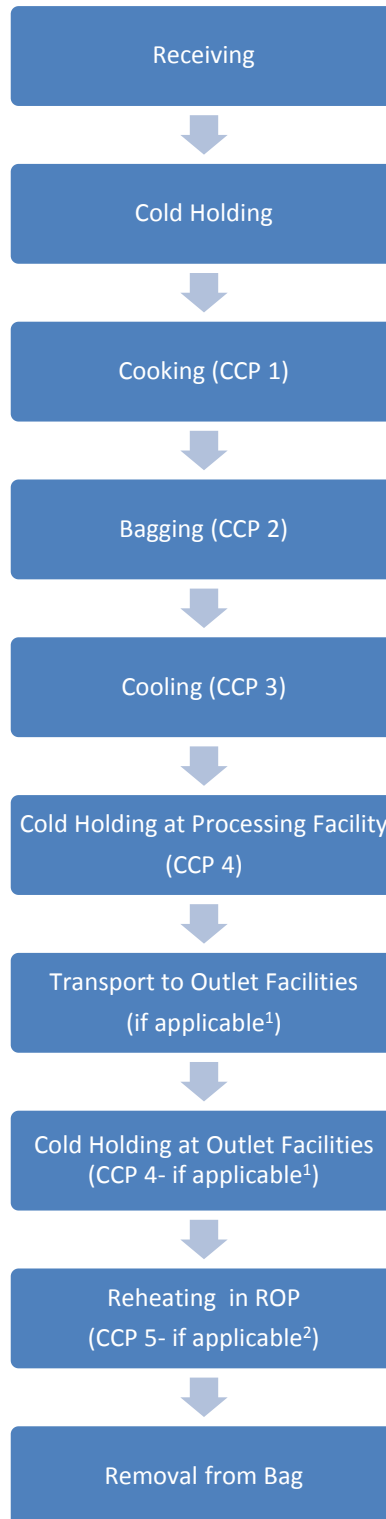 Receiving
Cold Holding
Cooking (CCP 1)
Bagging (CCP 2)
Cooling (CCP 3)
Cold Holding at Processing Facility
(CCP 4)
Transport to Outlet Facilities
(if applicable¹)
Cold Holding at Outlet Facilities
(CCP 4- if applicable¹)
Reheating  in ROP
(CCP 5- if applicable²)
Removal from Bag